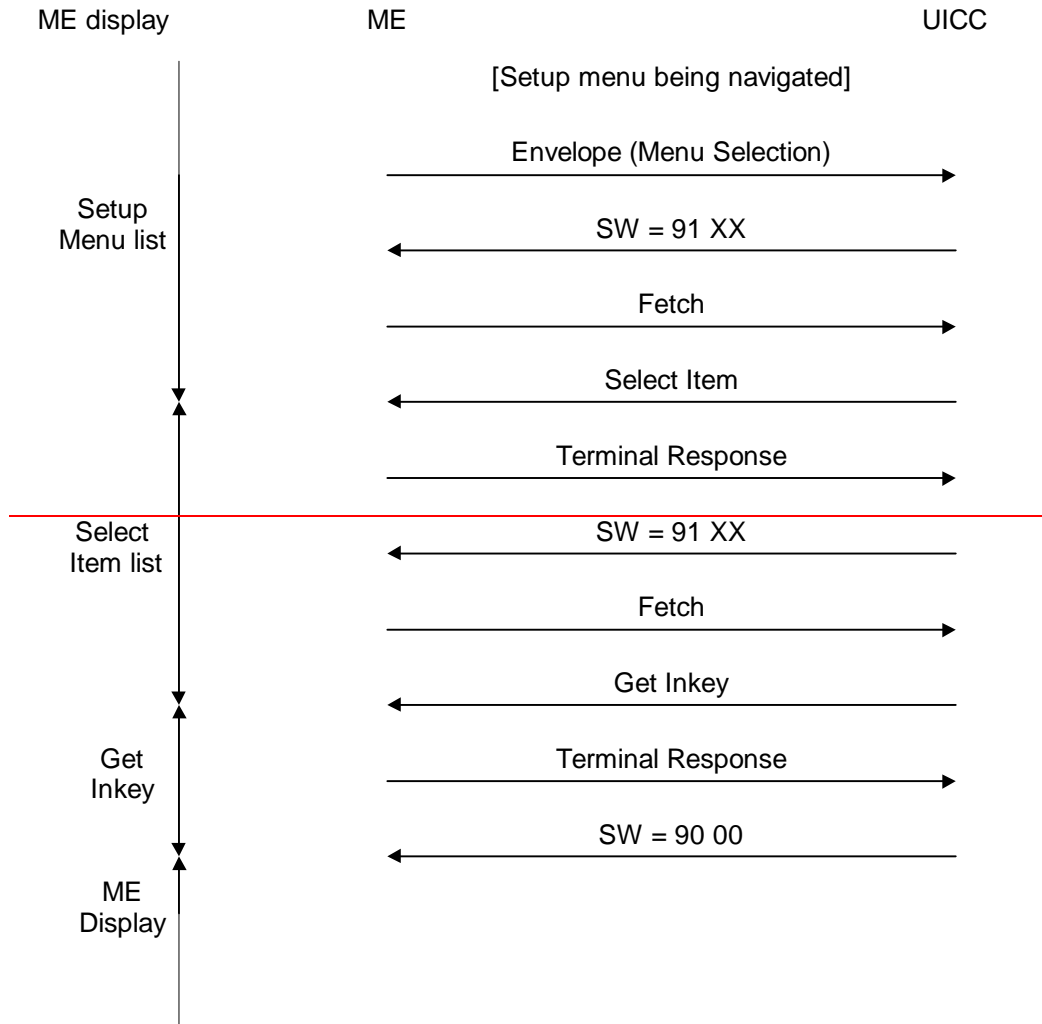 ME display ME UICC
[Setup menu being navigated]
Envelope (Menu Selection)
Setup
Menu list
SW = 91 XX
Fetch
Select Item
Terminal Response
Select
Item list
SW = 91 XX
Fetch
Get Inkey
Get
Inkey
Terminal Response
SW = 90 00
ME
Display